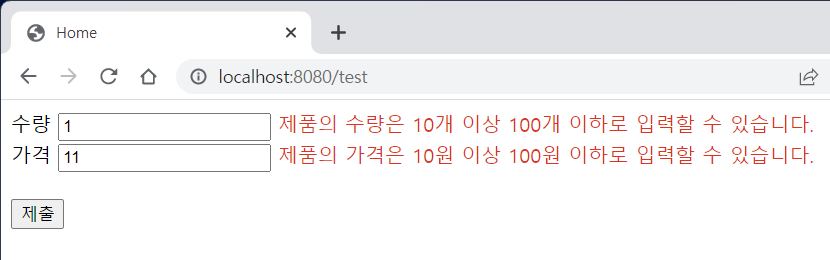 Home
localhost:8080/test
수량 1 제품의 수량은 10개 이상 100개 이하로 입력할 수 있습니다.
가격 11 제품의 가격은 10원 이상 100원 이하로 입력할 수 있습니다.
제출